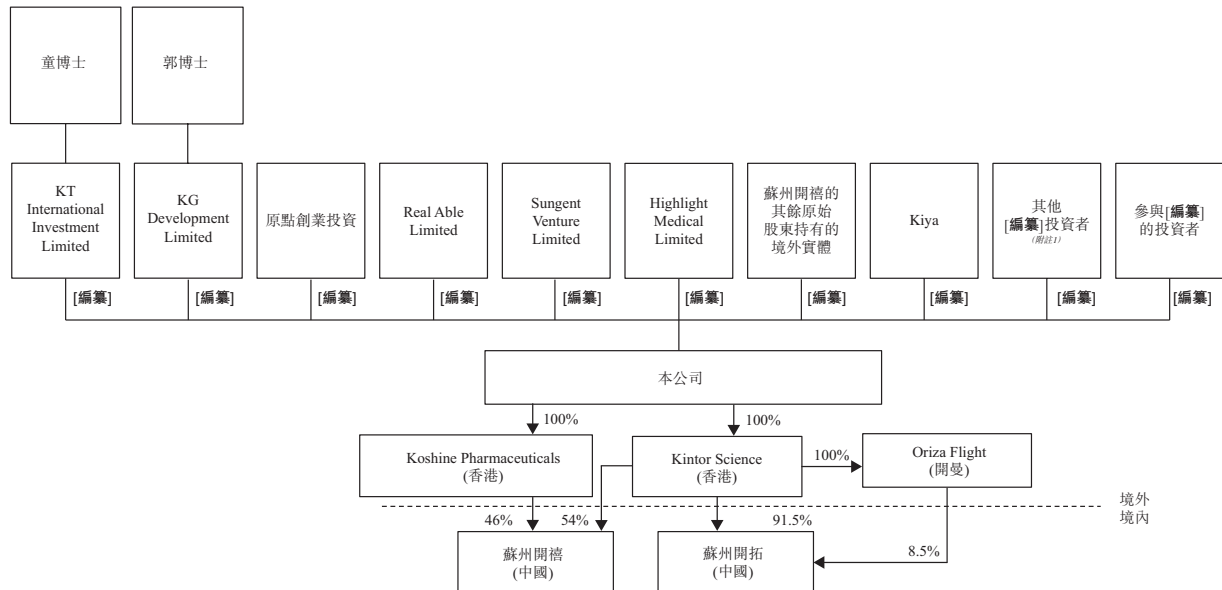 童博士
郭博士
KT
International
Investment
Limited
KG
Development
Limited
原點創業投資
Real Able
Limited
Sungent
Venture
Limited
Highlight
Medical
Limited
蘇州開禧的
其餘原始
股東持有的
境外實體
Kiya
其他
[編纂]投資者
(附註1)
參與[編纂]
的投資者
[編纂]
[編纂]
[編纂]
[編纂]
[編纂]
[編纂]
[編纂]
[編纂]
[編纂]
[編纂]
本公司
100%
100%
Koshine Pharmaceuticals
(香港)
Kintor Science
(香港)
100%
Oriza Flight
(開曼)
境外
境內
46%
54%
91.5%
8.5%
蘇州開禧
(中國)
蘇州開拓
(中國)